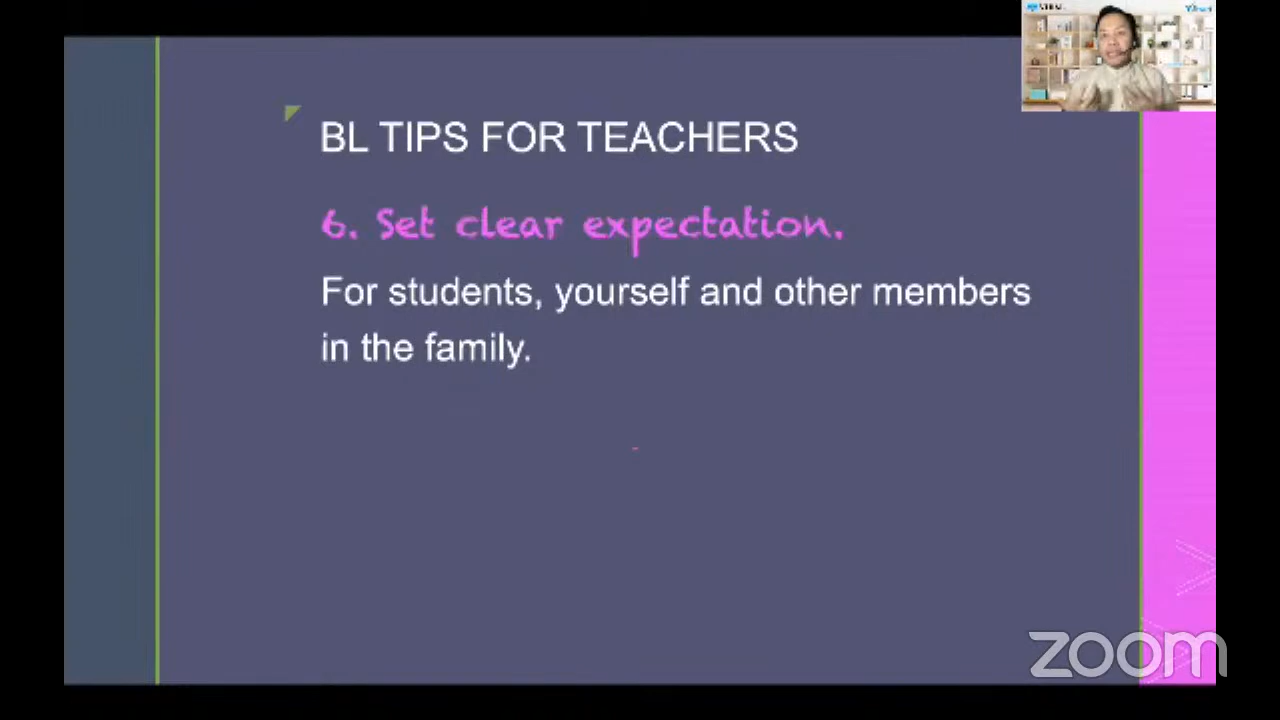 BL TIPS FOR TEACHERS
6. Set clear expectation.
For students, yourself and other members
in the family.
zoom